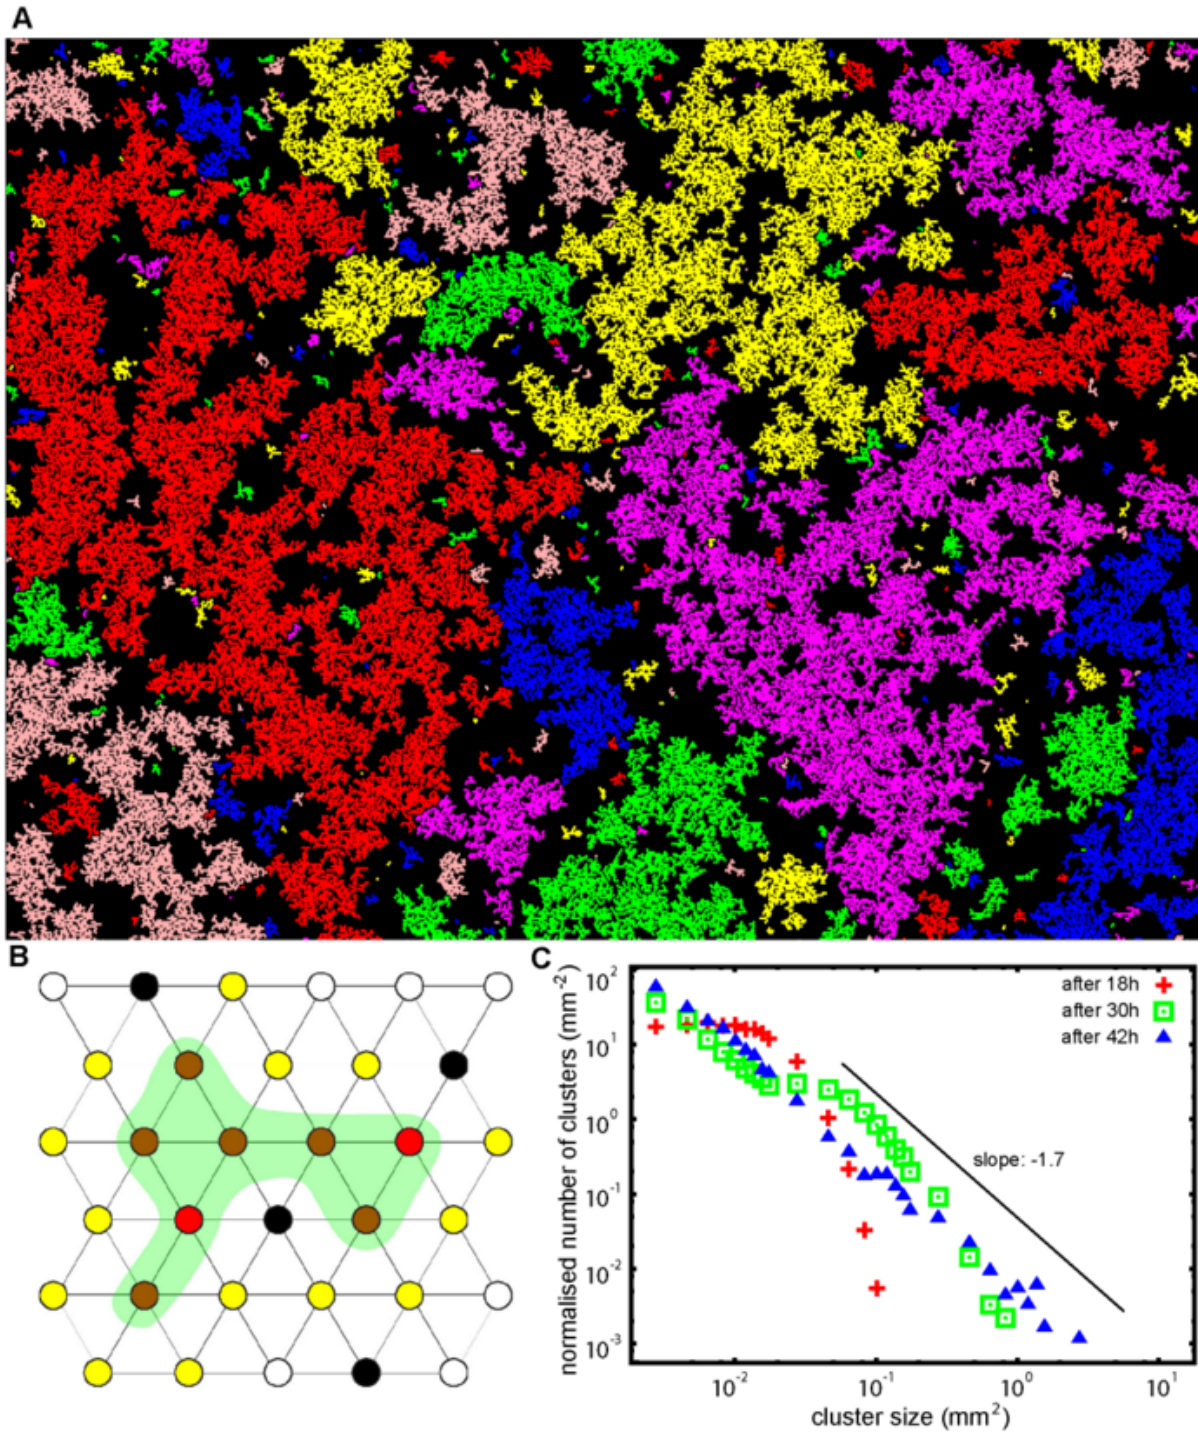 A
B
C
normalised number of clusters (mm⁻²)
10²
10¹
10⁰
10⁻¹
10⁻²
10⁻³
after 18h
after 30h
after 42h
slope: -1.7
10⁻²
10⁻¹
10⁰
10¹
cluster size (mm²)